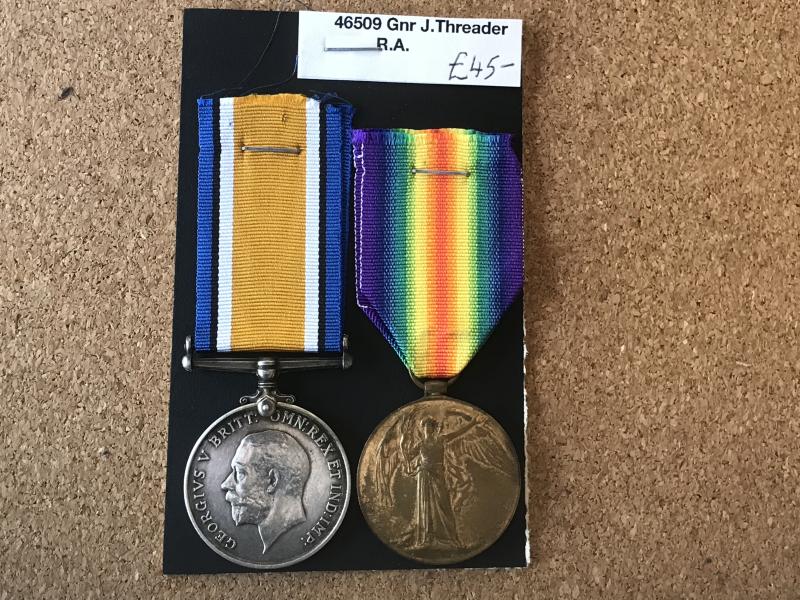 46509 Gnr J.Threader
R.A.
£45-
GEORGIVS V BRITT: OMN: REX ET IND: IMP: